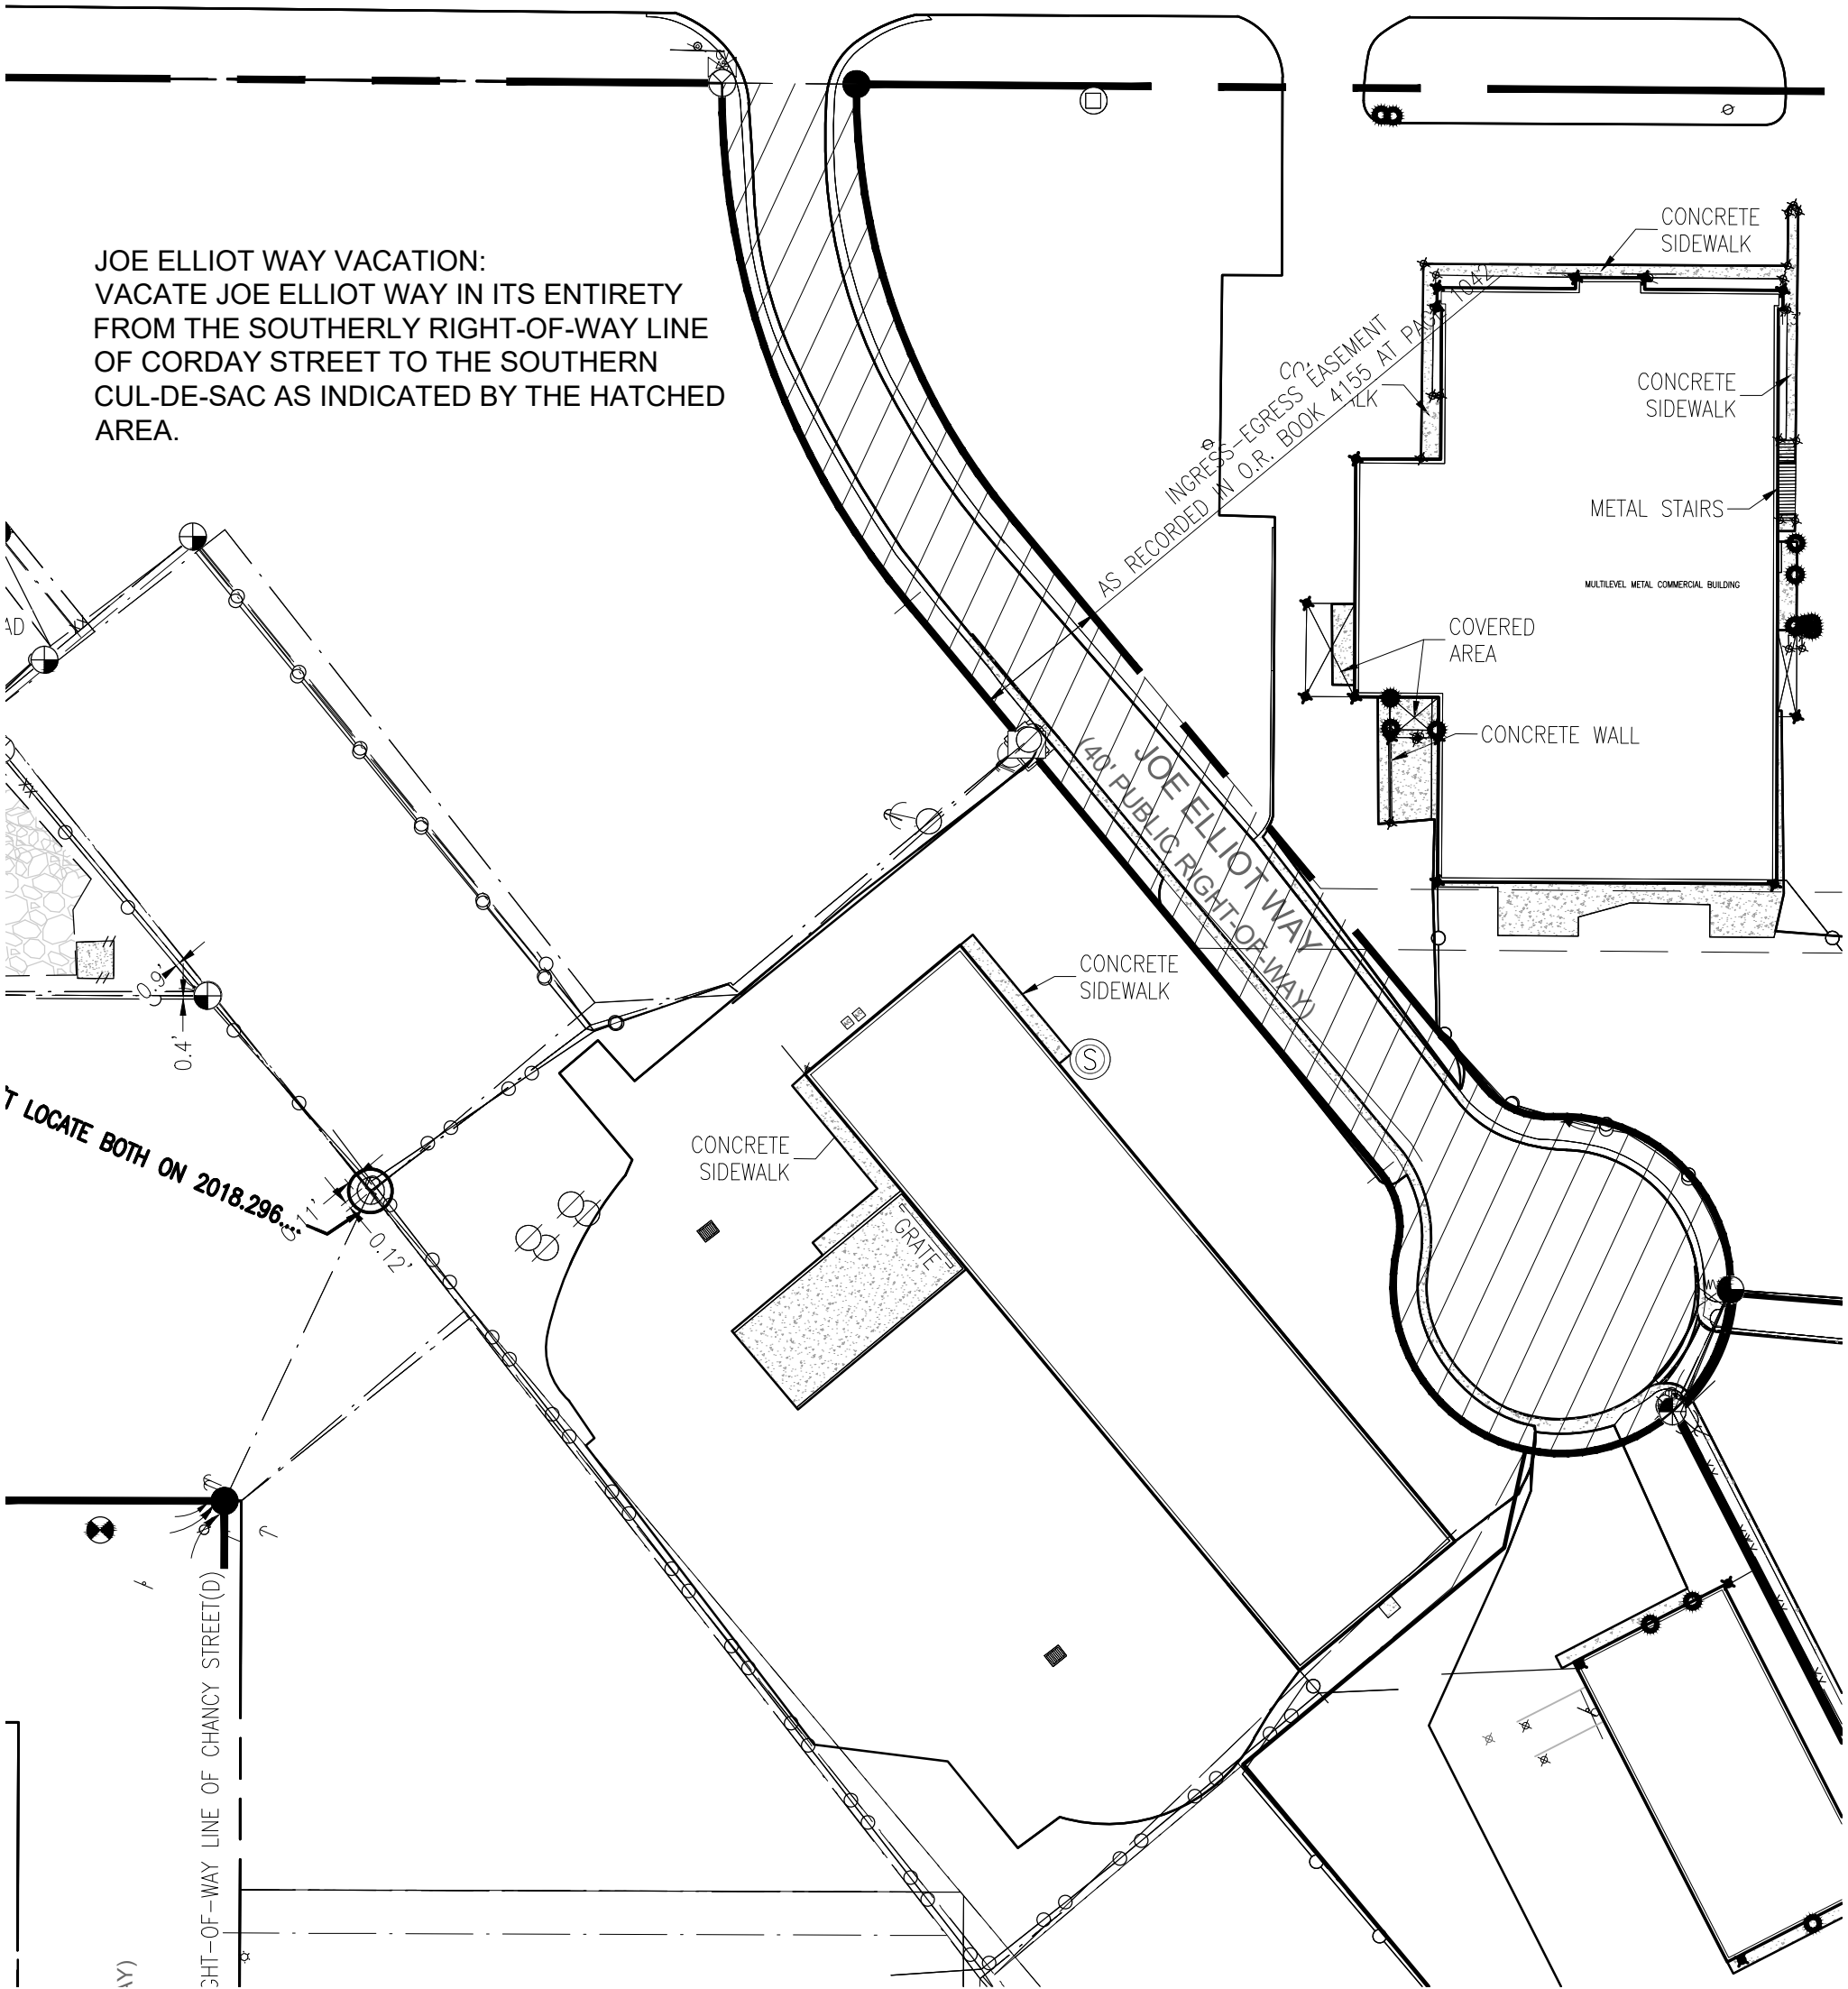 JOE ELLIOT WAY VACATION:
VACATE JOE ELLIOT WAY IN ITS ENTIRETY
FROM THE SOUTHERLY RIGHT-OF-WAY LINE
OF CORDAY STREET TO THE SOUTHERN
CUL-DE-SAC AS INDICATED BY THE HATCHED
AREA.
CONCRETE
SIDEWALK
INGRESS-EGRESS EASEMENT
AS RECORDED IN O.R. BOOK 4155 AT 1042
CONCRETE
SIDEWALK
METAL STAIRS
MULTILEVEL METAL COMMERCIAL BUILDING
COVERED
AREA
CONCRETE WALL
JOE ELLIOT WAY
(40' PUBLIC RIGHT-OF-WAY)
CONCRETE
SIDEWALK
S
0.9'
0.4'
T LOCATE BOTH ON 2018.296....
0.12'
CONCRETE
SIDEWALK
GRATE
GHT-OF-WAY LINE OF CHANCY STREET(D)
AY)